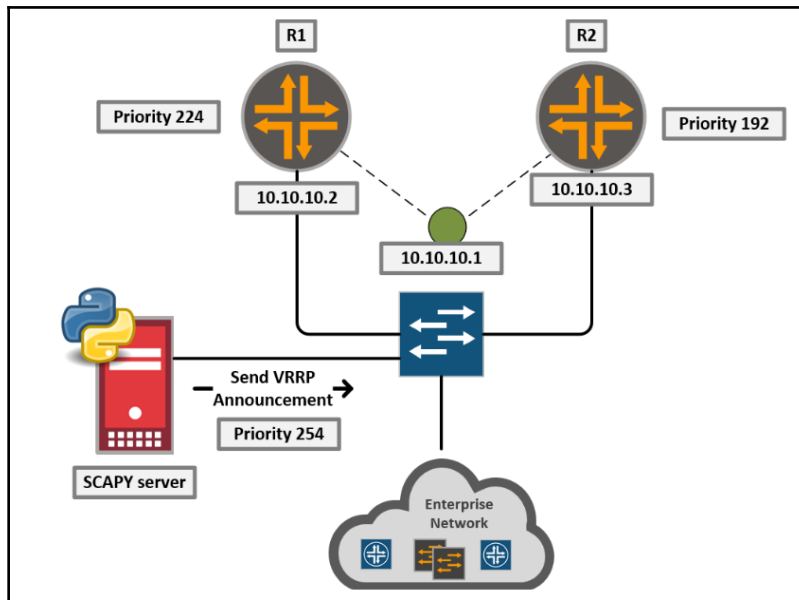 R1
R2
Priority 224
Priority 192
10.10.10.2
10.10.10.3
10.10.10.1
Send VRRP
Announcement
Priority 254
SCAPY server
Enterprise
Network